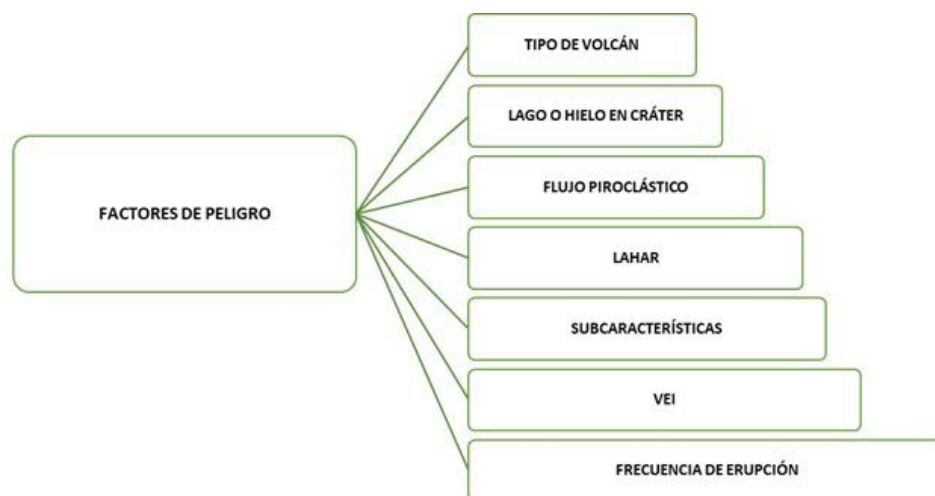 TIPO DE VOLCÁN
LAGO O HIELO EN CRÁTER
FLUJO PIROCLÁSTICO
FACTORES DE PELIGRO
LAHAR
SUBCARACTERÍSTICAS
VEI
FRECUENCIA DE ERUPCIÓN